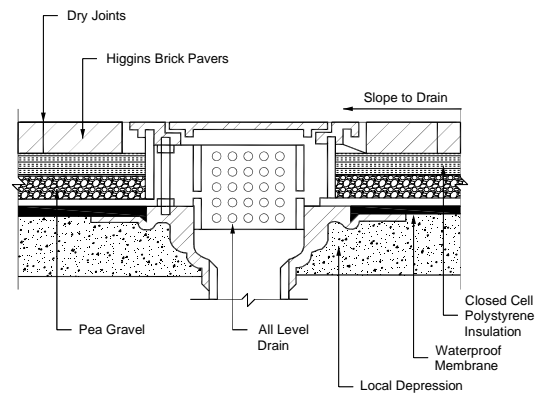 Dry Joints
Higgins Brick Pavers
Slope to Drain
Closed Cell
Polystyrene
Insulation
Pea Gravel
All Level
Drain
Waterproof
Membrane
Local Depression